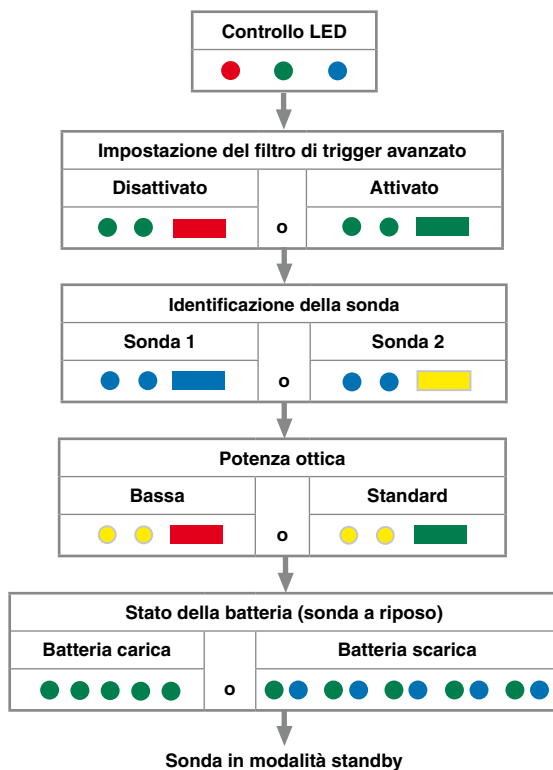 Controllo LED
Impostazione del filtro di trigger avanzato
Disattivato
Attivato
o
Identificazione della sonda
Sonda 1
Sonda 2
o
Potenza ottica
Bassa
Standard
o
Stato della batteria (sonda a riposo)
Batteria carica
Batteria scarica
o
Sonda in modalità standby